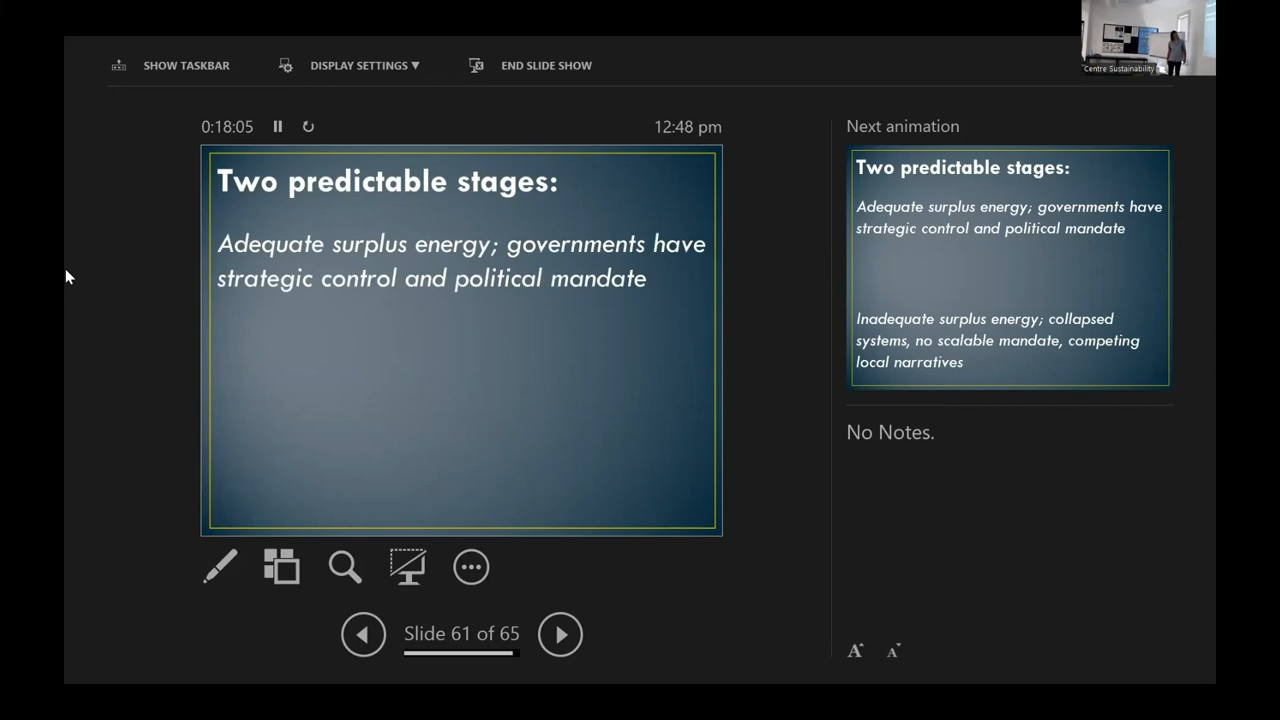 SHOW TASKBAR
DISPLAY SETTINGS ▼
END SLIDE SHOW
Centre Sustainability
0:18:05
12:48 pm
Two predictable stages:
Adequate surplus energy; governments have
strategic control and political mandate
Slide 61 of 65
Next animation
Two predictable stages:
Adequate surplus energy; governments have
strategic control and political mandate
Inadequate surplus energy; collapsed
systems, no scalable mandate, competing
local narratives
No Notes.
A A